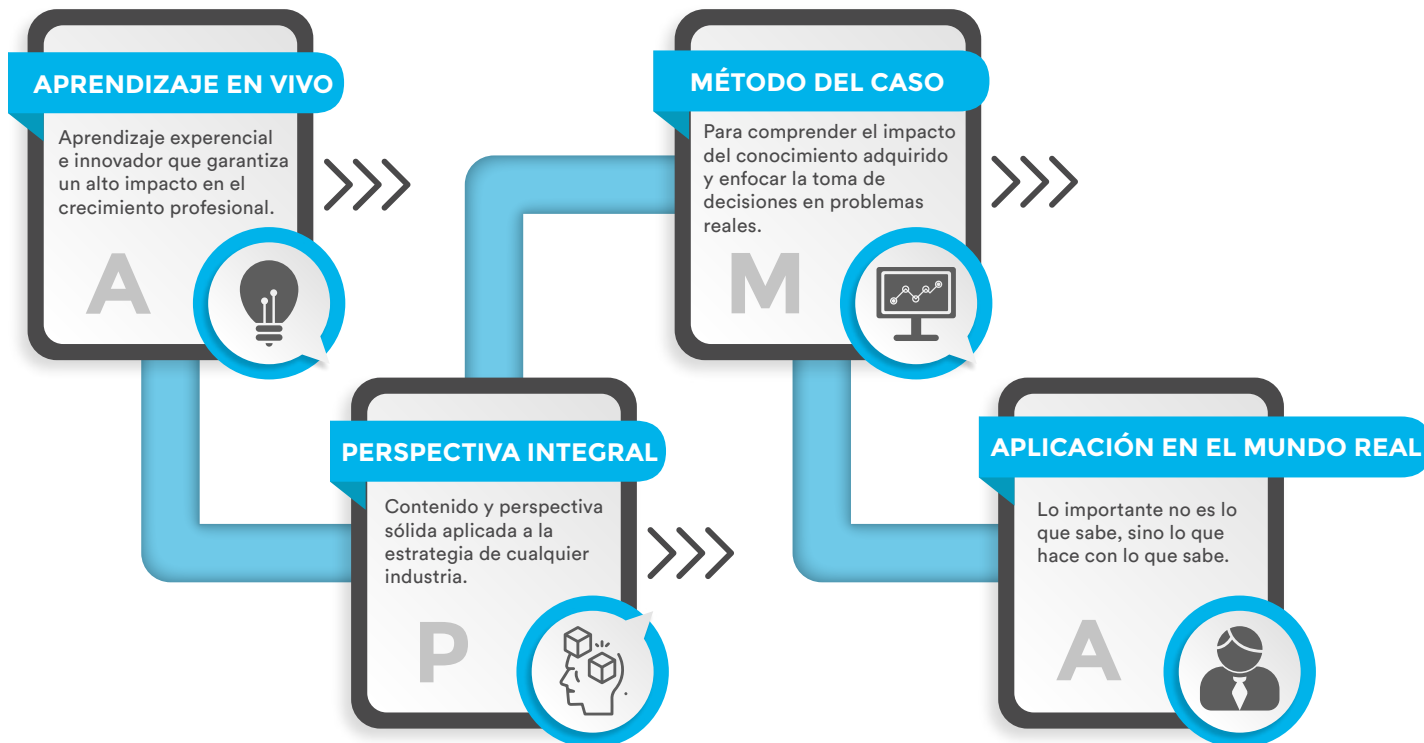 APRENDIZAJE EN VIVO
Aprendizaje experencial
e innovador que garantiza
un alto impacto en el
crecimiento profesional.
A
PERSPECTIVA INTEGRAL
Contenido y perspectiva
sólida aplicada a la
estrategia de cualquier
industria.
P
MÉTODO DEL CASO
Para comprender el impacto
del conocimiento adquirido
y enfocar la toma de
decisiones en problemas
reales.
M
APLICACIÓN EN EL MUNDO REAL
Lo importante no es lo
que sabe, sino lo que
hace con lo que sabe.
A